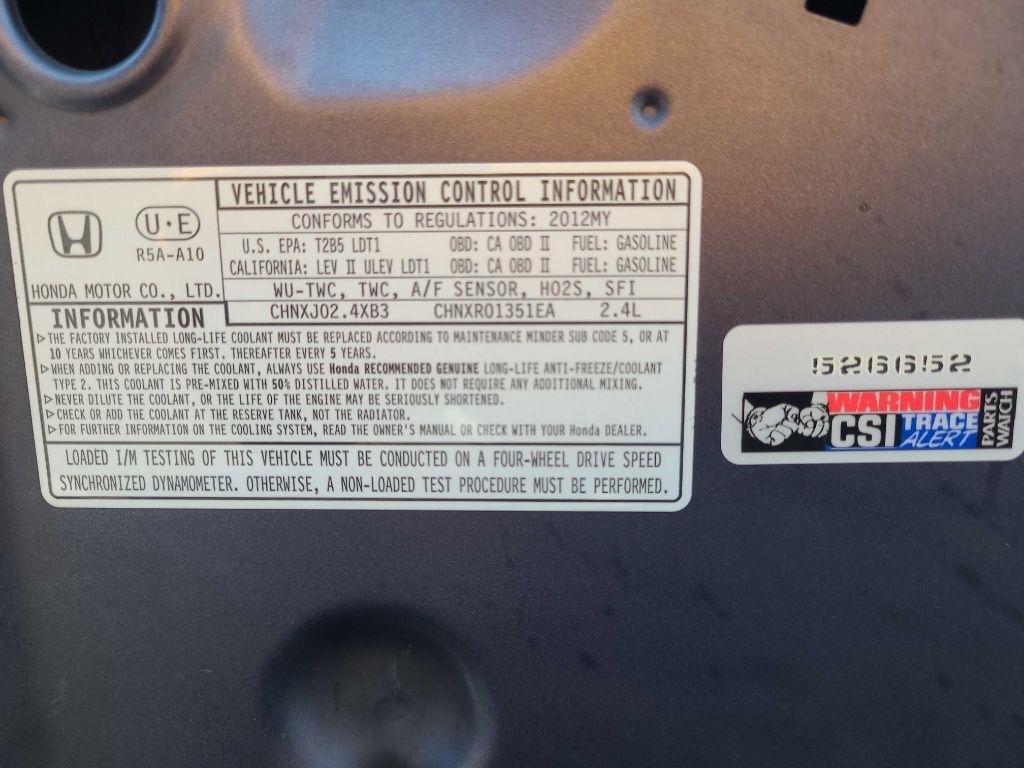 VEHICLE EMISSION CONTROL INFORMATION
U·E
R5A-A10
HONDA MOTOR CO., LTD.
CONFORMS TO REGULATIONS: 2012MY
U.S. EPA: T2B5 LDT1 OBD: CA OBD II FUEL: GASOLINE
CALIFORNIA: LEV II ULEV LDT1 OBD: CA OBD II FUEL: GASOLINE
WU-TWC, TWC, A/F SENSOR, HO2S, SFI
CHNXJ02.4XB3 CHNXR01351EA 2.4L
INFORMATION
▷THE FACTORY INSTALLED LONG-LIFE COOLANT MUST BE REPLACED ACCORDING TO MAINTENANCE MINDER SUB CODE 5, OR AT
10 YEARS WHICHEVER COMES FIRST. THEREAFTER EVERY 5 YEARS.
▷WHEN ADDING OR REPLACING THE COOLANT, ALWAYS USE Honda RECOMMENDED GENUINE LONG-LIFE ANTI-FREEZE/COOLANT
TYPE 2. THIS COOLANT IS PRE-MIXED WITH 50% DISTILLED WATER. IT DOES NOT REQUIRE ANY ADDITIONAL MIXING.
▷NEVER DILUTE THE COOLANT, OR THE LIFE OF THE ENGINE MAY BE SERIOUSLY SHORTENED.
▷CHECK OR ADD THE COOLANT AT THE RESERVE TANK, NOT THE RADIATOR.
▷FOR FURTHER INFORMATION ON THE COOLING SYSTEM, READ THE OWNER'S MANUAL OR CHECK WITH YOUR Honda DEALER.
LOADED I/M TESTING OF THIS VEHICLE MUST BE CONDUCTED ON A FOUR-WHEEL DRIVE SPEED
SYNCHRONIZED DYNAMOMETER. OTHERWISE, A NON-LOADED TEST PROCEDURE MUST BE PERFORMED.
526652
WARNING
CSI TRACE
ALERT
PARTS
WATCH